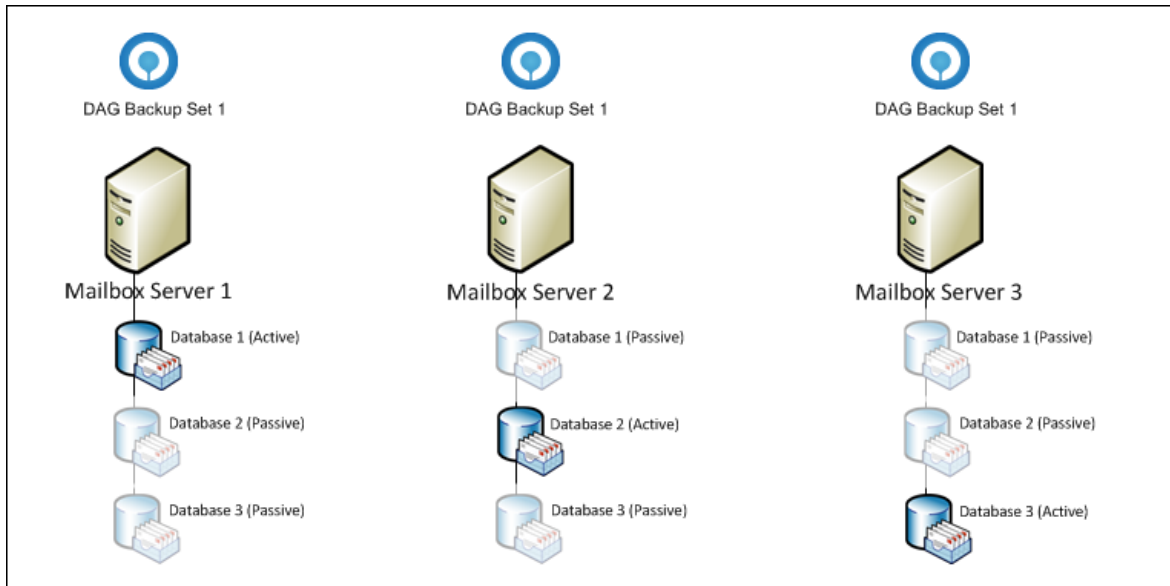 DAG Backup Set 1
DAG Backup Set 1
DAG Backup Set 1
Mailbox Server 1
Mailbox Server 2
Mailbox Server 3
Database 1 (Active)
Database 1 (Passive)
Database 1 (Passive)
Database 2 (Passive)
Database 2 (Active)
Database 2 (Passive)
Database 3 (Passive)
Database 3 (Passive)
Database 3 (Active)